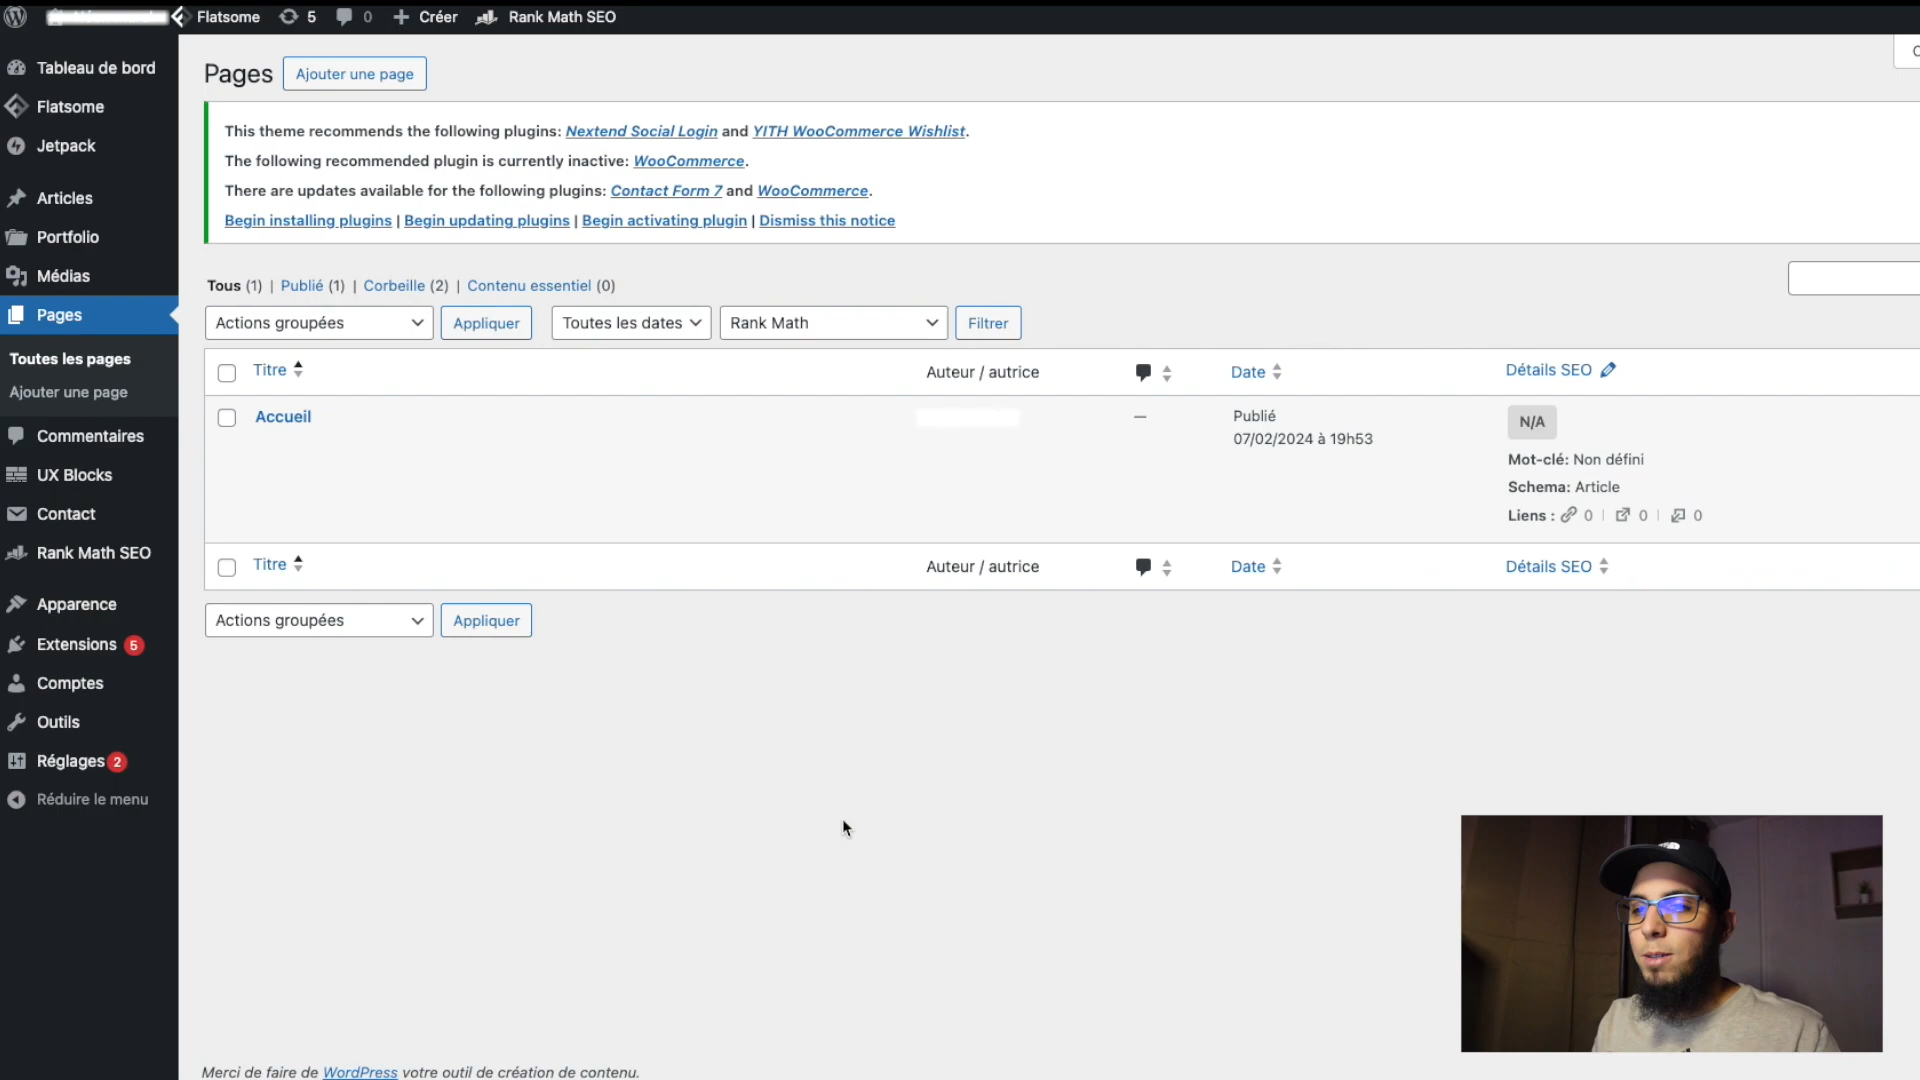 Flatsome 5 0 Créer Rank Math SEO
Tableau de bord
Flatsome
Jetpack
Articles
Portfolio
Médias
Pages
Toutes les pages
Ajouter une page
Commentaires
UX Blocks
Contact
Rank Math SEO
Apparence
Extensions 5
Comptes
Outils
Réglages 2
Réduire le menu
Pages Ajouter une page
This theme recommends the following plugins: Nextend Social Login and YITH WooCommerce Wishlist.
The following recommended plugin is currently inactive: WooCommerce.
There are updates available for the following plugins: Contact Form 7 and WooCommerce.
Begin installing plugins | Begin updating plugins | Begin activating plugin | Dismiss this notice
Tous (1) | Publié (1) | Corbeille (2) | Contenu essentiel (0)
Actions groupées Appliquer Toutes les dates Rank Math Filtrer
Titre Auteur / autrice Date Détails SEO
Accueil — Publié N/A
07/02/2024 à 19h53
Mot-clé: Non défini
Schema: Article
Liens : 0 | 0 | 0
Titre Auteur / autrice Date Détails SEO
Actions groupées Appliquer
Merci de faire de WordPress votre outil de création de contenu.